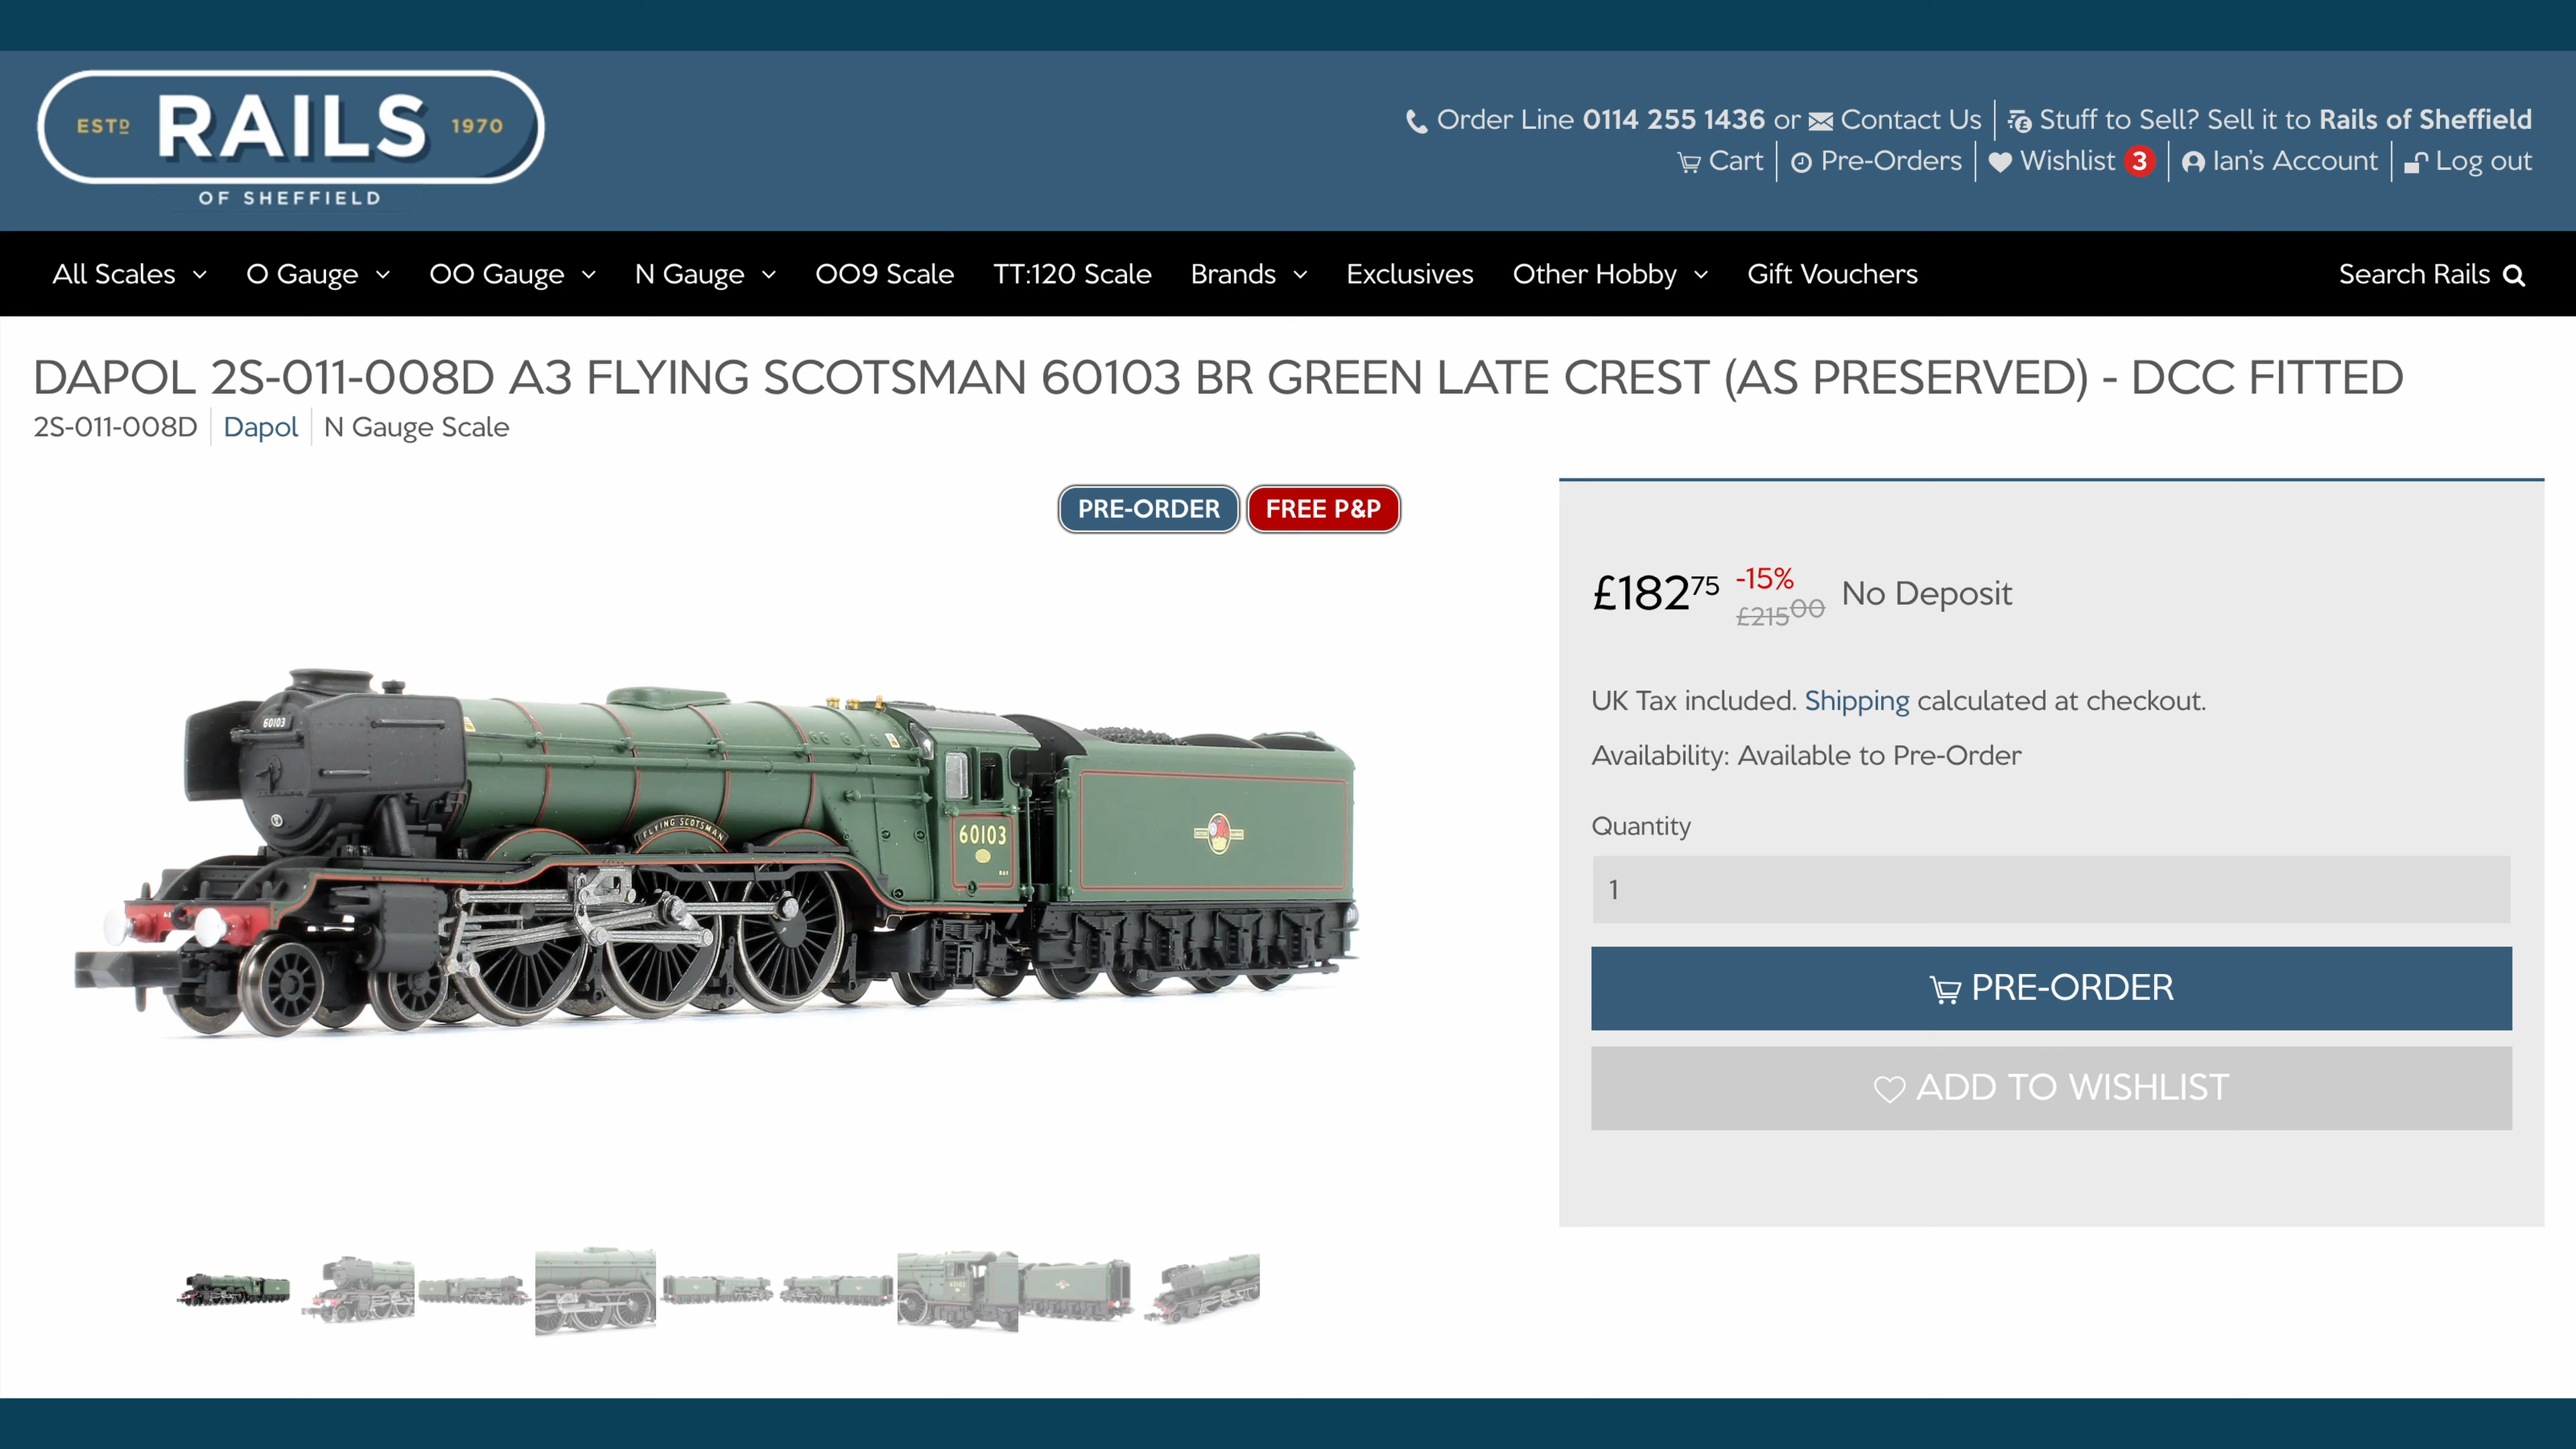 ESTD RAILS 1970
OF SHEFFIELD
Order Line 0114 255 1436 or Contact Us Stuff to Sell? Sell it to Rails of Sheffield
Cart Pre-Orders Wishlist 3 Ian's Account Log out
All Scales O Gauge OO Gauge N Gauge OO9 Scale TT:120 Scale Brands Exclusives Other Hobby Gift Vouchers Search Rails
DAPOL 2S-011-008D A3 FLYING SCOTSMAN 60103 BR GREEN LATE CREST (AS PRESERVED) - DCC FITTED
2S-011-008D Dapol N Gauge Scale
PRE-ORDER FREE P&P
£182.75 -15% £215.00 No Deposit
UK Tax included. Shipping calculated at checkout.
Availability: Available to Pre-Order
Quantity
1
PRE-ORDER
ADD TO WISHLIST
60103
FLYING SCOTSMAN
60103